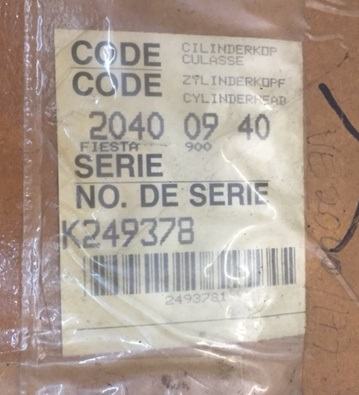 CODE CILINDERKOP
CULASSE
CODE ZYLINDERKOPF
CYLINDERHEAD
2040 09 40
FIESTA 900
SERIE
NO. DE SERIE
K249378
2493781